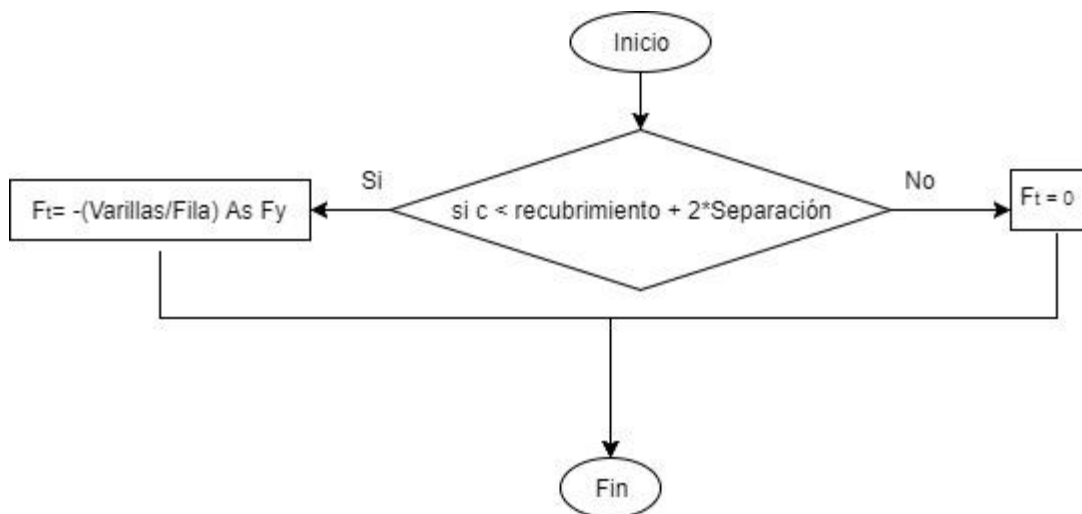 Inicio
Si
No
Ft= -(Varillas/Fila) As Fy
si c < recubrimiento + 2*Separación
Ft = 0
Fin